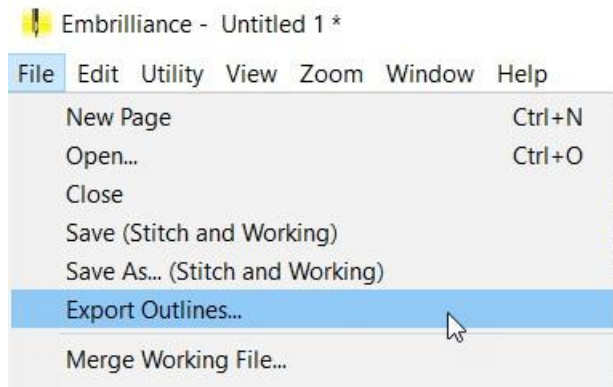 Embrilliance - Untitled 1 *
File Edit Utility View Zoom Window Help
New Page Ctrl+N
Open... Ctrl+O
Close
Save (Stitch and Working)
Save As... (Stitch and Working)
Export Outlines...
Merge Working File...